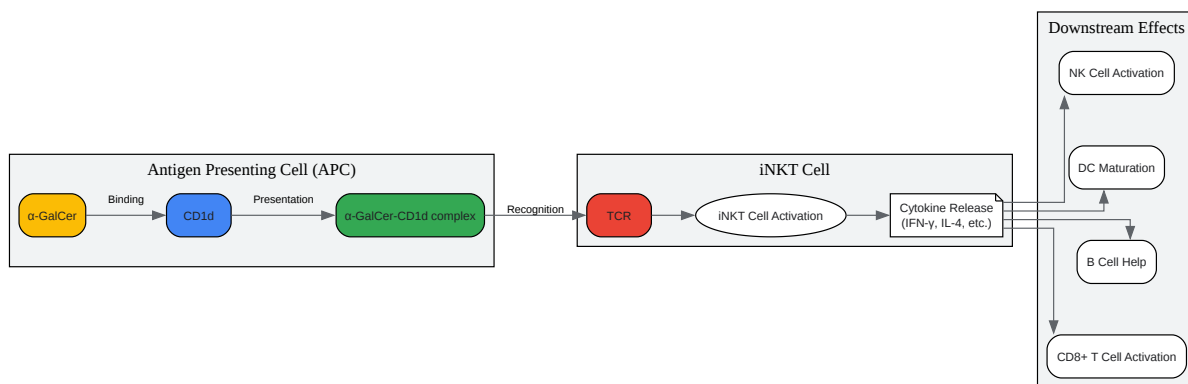 Downstream Effects
NK Cell Activation
Antigen Presenting Cell (APC)
iNKT Cell
DC Maturation
α-GalCer
Binding
CD1d
Presentation
α-GalCer-CD1d complex
Recognition
TCR
iNKT Cell Activation
Cytokine Release
(IFN-γ, IL-4, etc.)
B Cell Help
CD8+ T Cell Activation